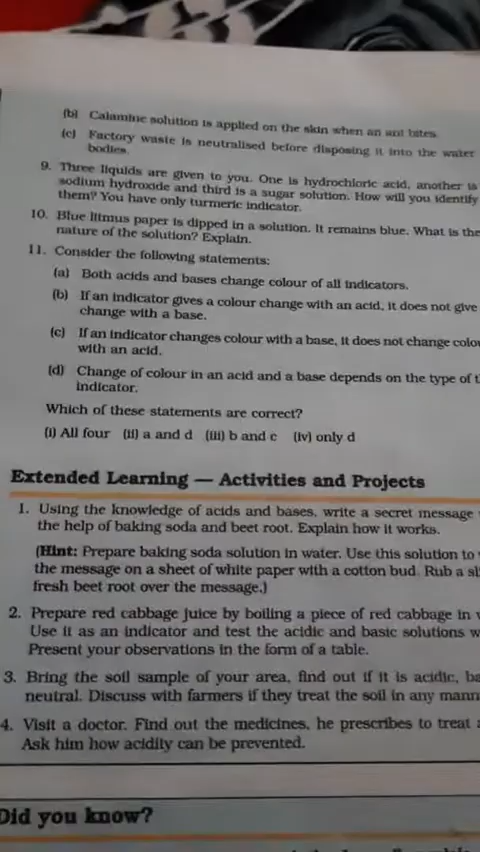 (b) Calamine solution is applied on the skin when an ant bites.
(c) Factory waste is neutralised before disposing it into the water
bodies.
9. Three liquids are given to you. One is hydrochloric acid, another is
sodium hydroxide and third is a sugar solution. How will you identify
them? You have only turmeric indicator.
10. Blue litmus paper is dipped in a solution. It remains blue. What is the
nature of the solution? Explain.
11. Consider the following statements:
(a) Both acids and bases change colour of all indicators.
(b) If an indicator gives a colour change with an acid, it does not give
change with a base.
(c) If an indicator changes colour with a base, it does not change colou
with an acid.
(d) Change of colour in an acid and a base depends on the type of t
indicator.
Which of these statements are correct?
(i) All four (ii) a and d (iii) b and c (iv) only d
Extended Learning — Activities and Projects
1. Using the knowledge of acids and bases, write a secret message
the help of baking soda and beet root. Explain how it works.
(Hint: Prepare baking soda solution in water. Use this solution to
the message on a sheet of white paper with a cotton bud. Rub a sl
fresh beet root over the message.)
2. Prepare red cabbage juice by boiling a piece of red cabbage in
Use it as an indicator and test the acidic and basic solutions w
Present your observations in the form of a table.
3. Bring the soil sample of your area, find out if it is acidic, ba
neutral. Discuss with farmers if they treat the soil in any mann
4. Visit a doctor. Find out the medicines, he prescribes to treat
Ask him how acidity can be prevented.
Did you know?